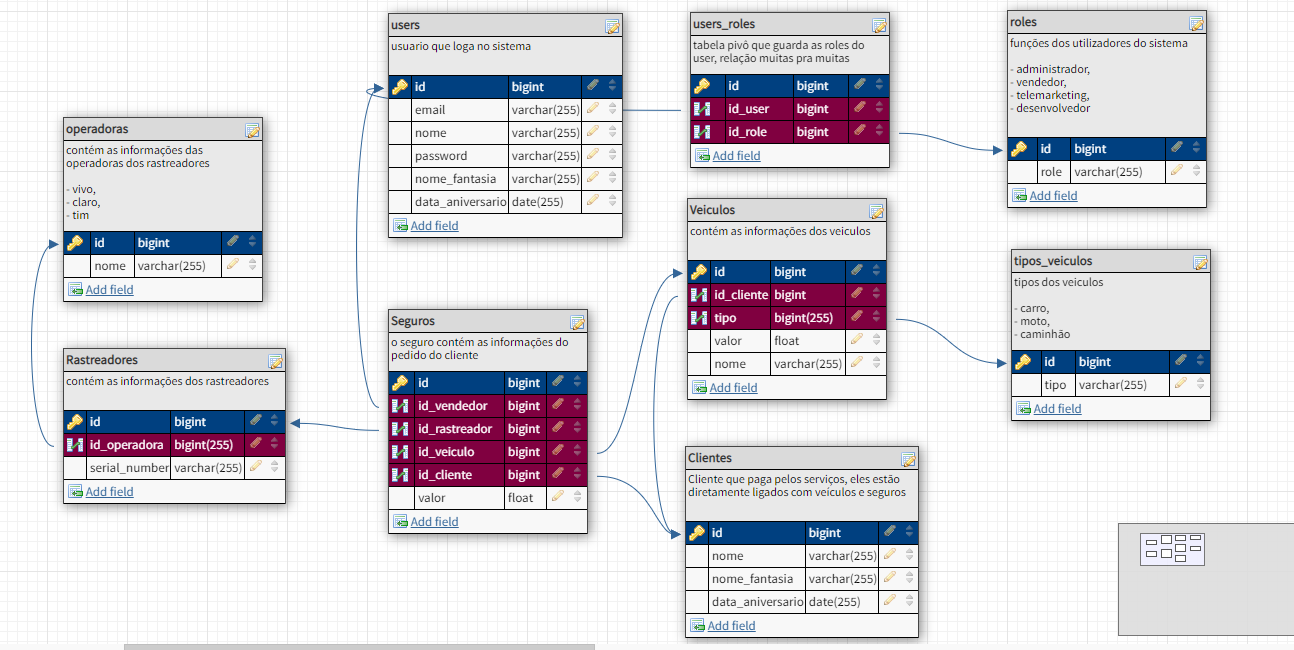 users
usuario que loga no sistema
id bigint
email varchar(255)
nome varchar(255)
password varchar(255)
nome_fantasia varchar(255)
data_aniversario date(255)
Add field
users_roles
tabela pivô que guarda as roles do
user, relação muitas pra muitas
id bigint
id_user bigint
id_role bigint
Add field
roles
funções dos utilizadores do sistema
- administrador,
- vendedor,
- telemarketing,
- desenvolvedor
id bigint
role varchar(255)
Add field
operadoras
contém as informações das
operadoras dos rastreadores
- vivo,
- claro,
- tim
id bigint
nome varchar(255)
Add field
Veiculos
contém as informações dos veiculos
id bigint
id_cliente bigint
tipo bigint(255)
valor float
nome varchar(255)
Add field
tipos_veiculos
tipos dos veiculos
- carro,
- moto,
- caminhão
id bigint
tipo varchar(255)
Add field
Seguros
o seguro contém as informações do
pedido do cliente
id bigint
id_vendedor bigint
id_rastreador bigint
id_veiculo bigint
id_cliente bigint
valor float
Add field
Rastreadores
contém as informações dos rastreadores
id bigint
id_operadora bigint(255)
serial_number varchar(255)
Add field
Clientes
Cliente que paga pelos serviços, eles estão
diretamente ligados com veículos e seguros
id bigint
nome varchar(255)
nome_fantasia varchar(255)
data_aniversario date(255)
Add field